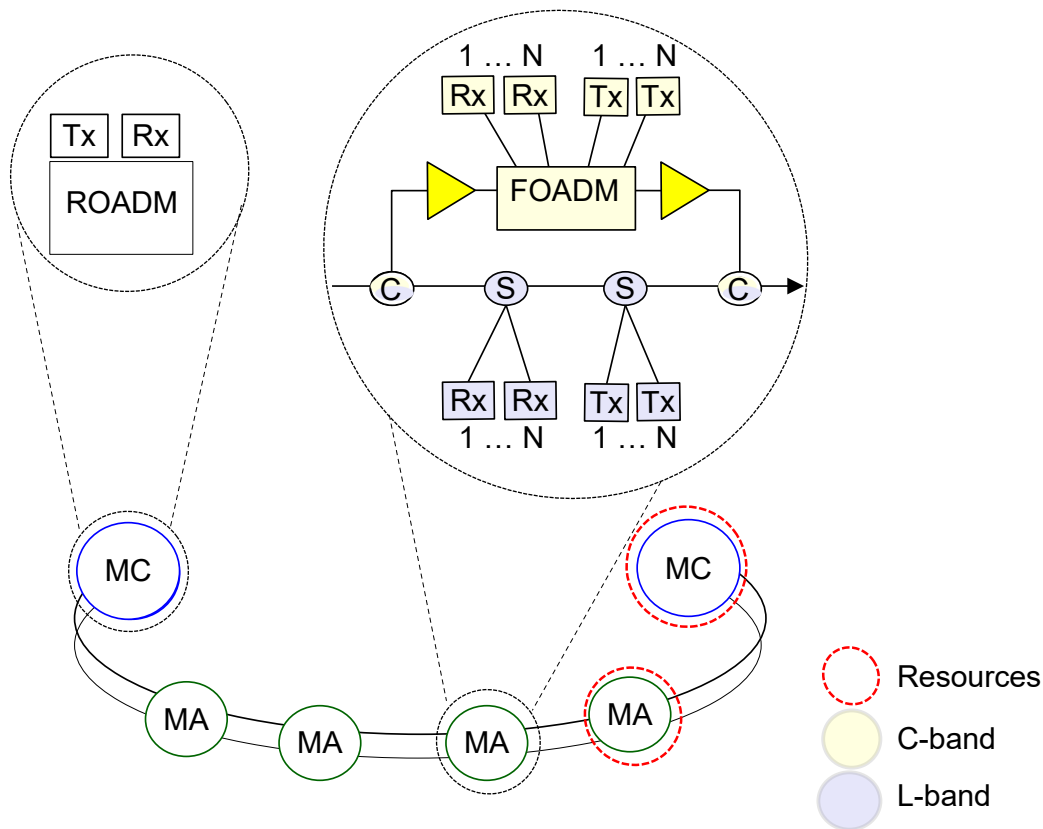 1 … N 1 … N
Rx Rx Tx Tx
Tx Rx
FOADM
ROADM
C S S C
Rx Rx Tx Tx
1 … N 1 … N
MC MC
Resources
MA MA MA MA
C-band
L-band